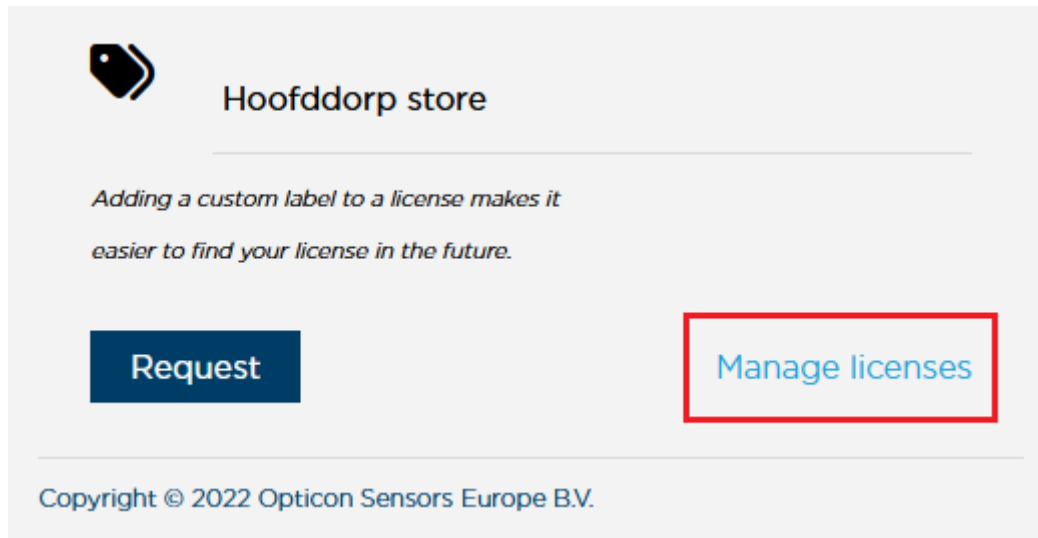 Hoofddorp store
Adding a custom label to a license makes it
easier to find your license in the future.
Request
Manage licenses
Copyright © 2022 Opticon Sensors Europe B.V.